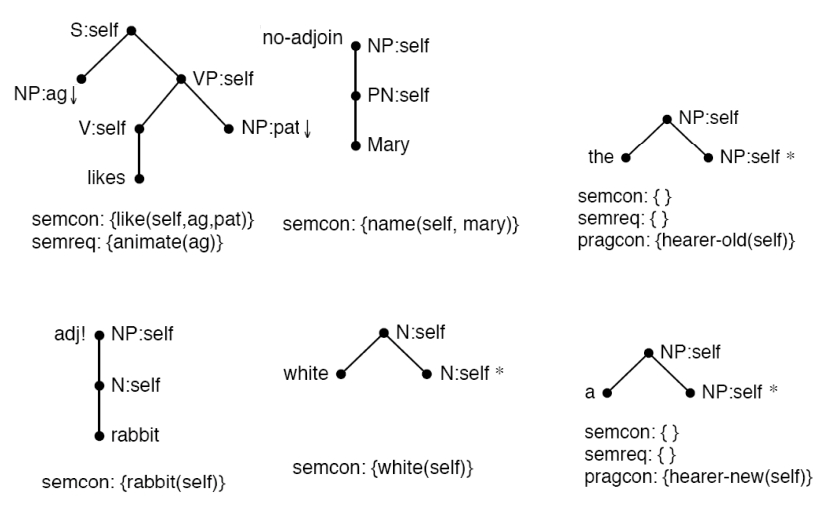 S:self
NP:ag↓
VP:self
V:self
NP:pat ↓
likes
semcon: {like(self,ag,pat)}
semreq: {animate(ag)}
no-adjoin
NP:self
PN:self
Mary
semcon: {name(self, mary)}
NP:self
the
NP:self *
semcon: { }
semreq: { }
pragcon: {hearer-old(self)}
adj!
NP:self
N:self
rabbit
semcon: {rabbit(self)}
N:self
white
N:self *
semcon: {white(self)}
NP:self
a
NP:self *
semcon: { }
semreq: { }
pragcon: {hearer-new(self)}